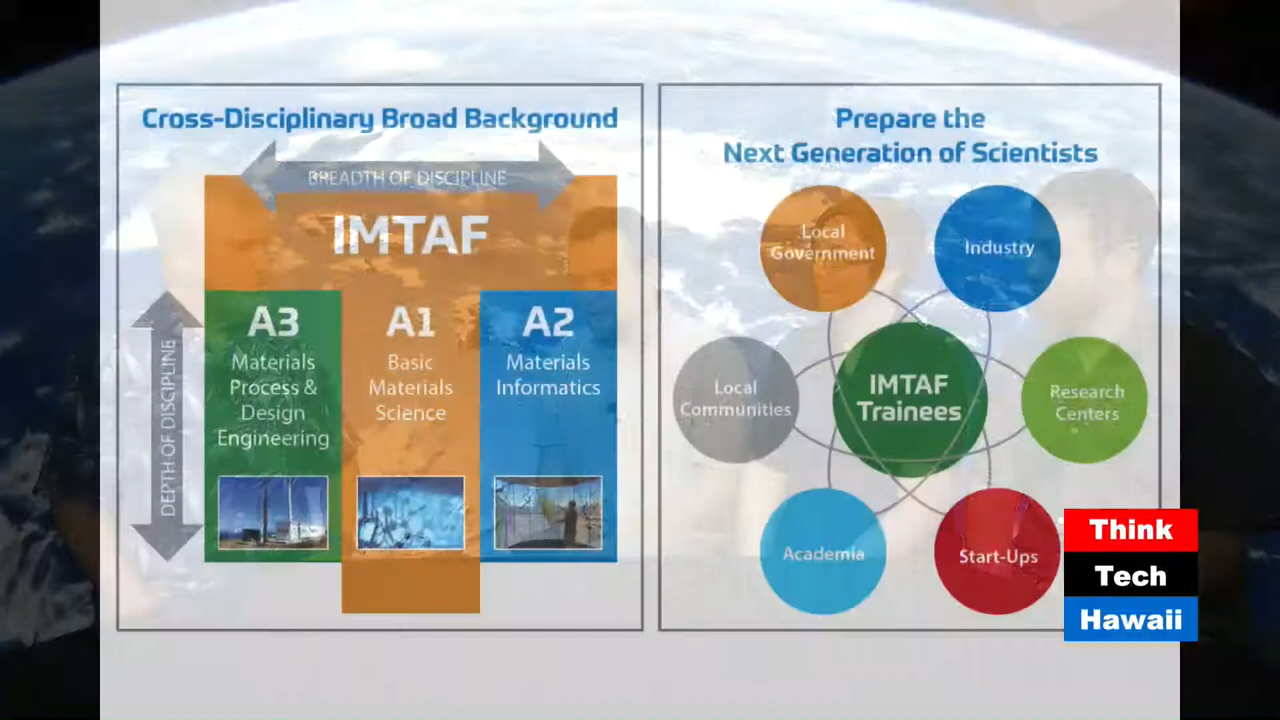 Cross-Disciplinary Broad Background
BREADTH OF DISCIPLINE
IMTAF
DEPTH OF DISCIPLINE
A3
Materials
Process &
Design
Engineering
A1
Basic
Materials
Science
A2
Materials
Informatics
Prepare the
Next Generation of Scientists
Local
Government
Industry
Local
Communities
IMTAF
Trainees
Research
Centers
Academia
Start-Ups
Think
Tech
Hawaii